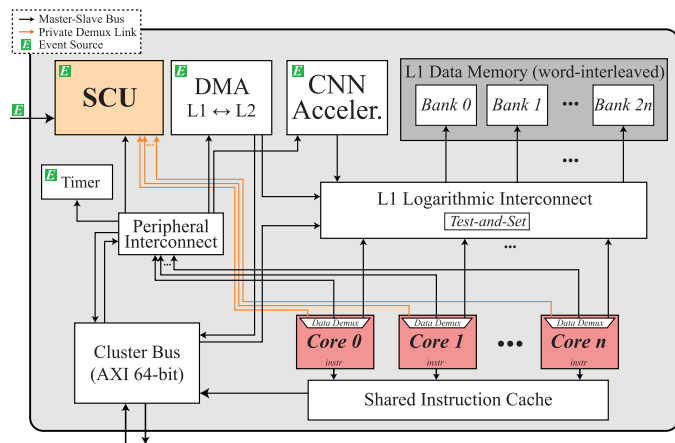 Master-Slave Bus
Private Demux Link
E Event Source
E
E
SCU
E
DMA
L1 ↔ L2
E
CNN
Acceler.
L1 Data Memory (word-interleaved)
Bank 0
Bank 1
•••
Bank 2n
...
•••
E
Timer
Peripheral
Interconnect
...
L1 Logarithmic Interconnect
Test-and-Set
...
Cluster Bus
(AXI 64-bit)
Data Demux
Core 0
instr
Data Demux
Core 1
instr
•••
Data Demux
Core n
instr
Shared Instruction Cache